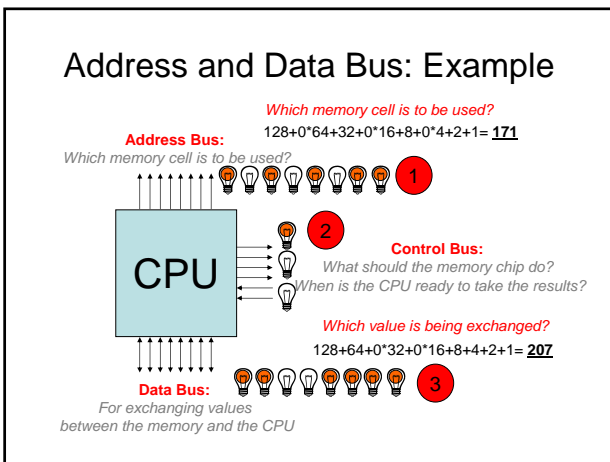 Address and Data Bus: Example
Which memory cell is to be used?
128+0*64+32+0*16+8+0*4+2+1= 171
Address Bus:
Which memory cell is to be used?
1
2
CPU
Control Bus:
What should the memory chip do?
When is the CPU ready to take the results?
Which value is being exchanged?
128+64+0*32+0*16+8+4+2+1= 207
3
Data Bus:
For exchanging values
between the memory and the CPU